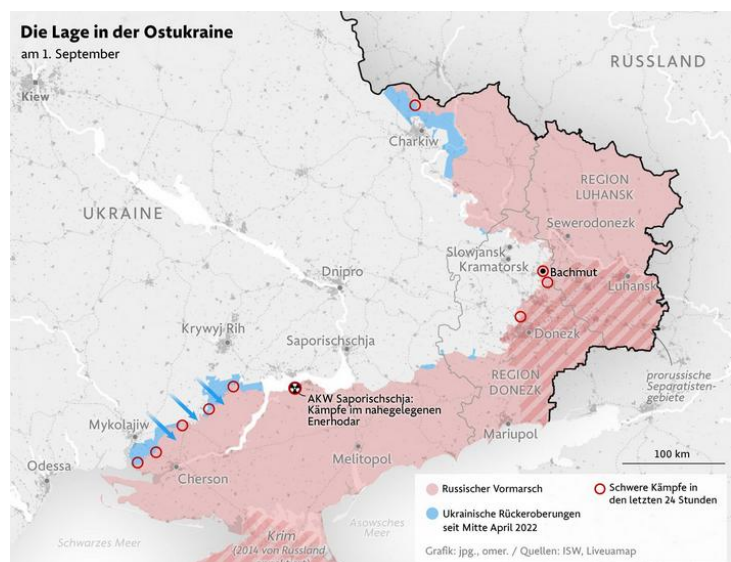 Die Lage in der Ostukraine
am 1. September
RUSSLAND
Kiew
Charkiw
REGION
LUHANSK
UKRAINE
Sewerodonezk
Slowjansk
Kramatorsk
Bachmut
Dnipro
Luhansk
Krywyj Rih
Saporischschja
Donezk
prorussische
Separatisten-
gebiete
REGION
DONEZK
AKW Saporischschja:
Kämpfe im nahegelegenen
Enerhodar
Mykolajiw
Mariupol
Melitopol
100 km
Odessa
Cherson
Russischer Vormarsch
Schwere Kämpfe in
den letzten 24 Stunden
Ukrainische Rückeroberungen
seit Mitte April 2022
Asowsches
Meer
Krim
(2014 von Russland
Schwarzes Meer
Grafik: jpg., omer. / Quellen: ISW, Liveuamap